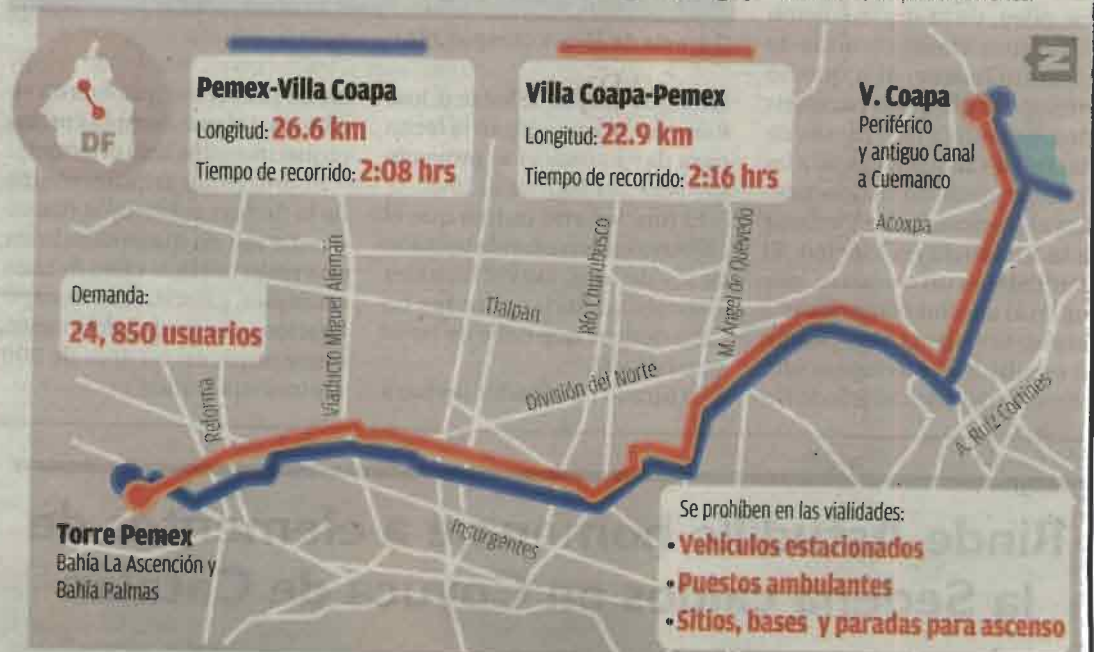 DF
Pemex-Villa Coapa
Longitud: 26.6 km
Tiempo de recorrido: 2:08 hrs
Villa Coapa-Pemex
Longitud: 22.9 km
Tiempo de recorrido: 2:16 hrs
V. Coapa
Periférico
y antiguo Canal
a Cuemanco
N
Acoxpa
Demanda:
24, 850 usuarios
Reforma
Viaducto Miguel Alemán
Tlalpan
Río Churubusco
M. Ángel de Quevedo
División del Norte
A. Ruiz Cortines
Insurgentes
Torre Pemex
Bahía La Ascención y
Bahía Palmas
Se prohíben en las vialidades:
• Vehículos estacionados
• Puestos ambulantes
• Sitios, bases y paradas para ascenso